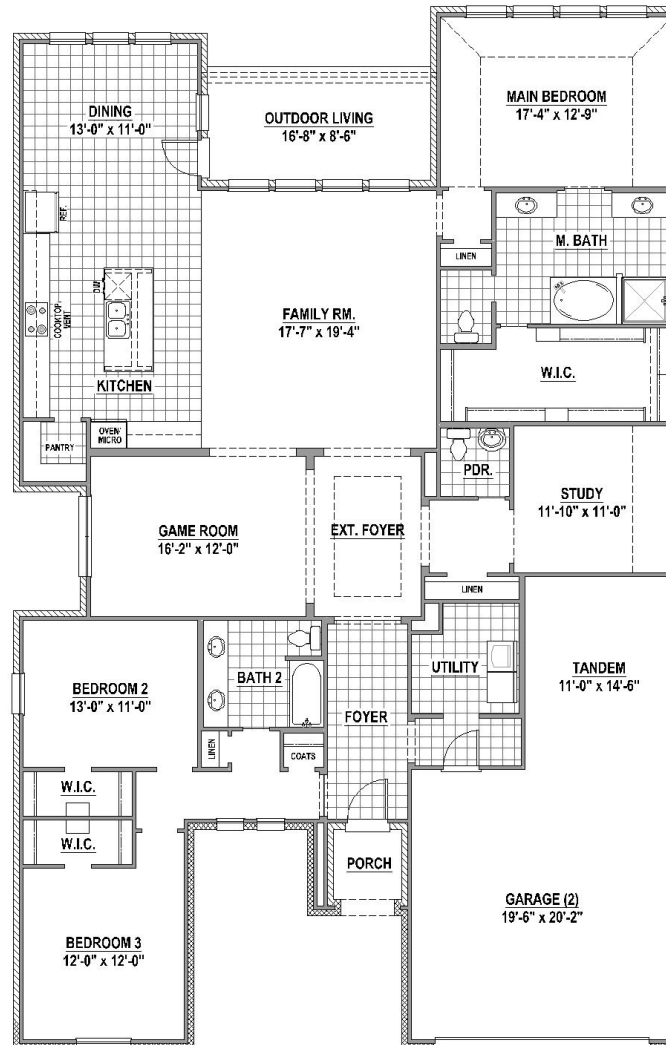 DINING
13'-0" x 11'-0"
OUTDOOR LIVING
16'-8" x 8'-6"
MAIN BEDROOM
17'-4" x 12'-9"
REF.
LINEN
M. BATH
DW
COOKTOP,
VENT
FAMILY RM.
17'-7" x 19'-4"
KITCHEN
W.I.C.
OVEN/
MICRO
PANTRY
PDR.
STUDY
11'-10" x 11'-0"
GAME ROOM
16'-2" x 12'-0"
EXT. FOYER
LINEN
BEDROOM 2
13'-0" x 11'-0"
BATH 2
UTILITY
TANDEM
11'-0" x 14'-6"
FOYER
LINEN
COATS
W.I.C.
W.I.C.
PORCH
GARAGE (2)
19'-6" x 20'-2"
BEDROOM 3
12'-0" x 12'-0"